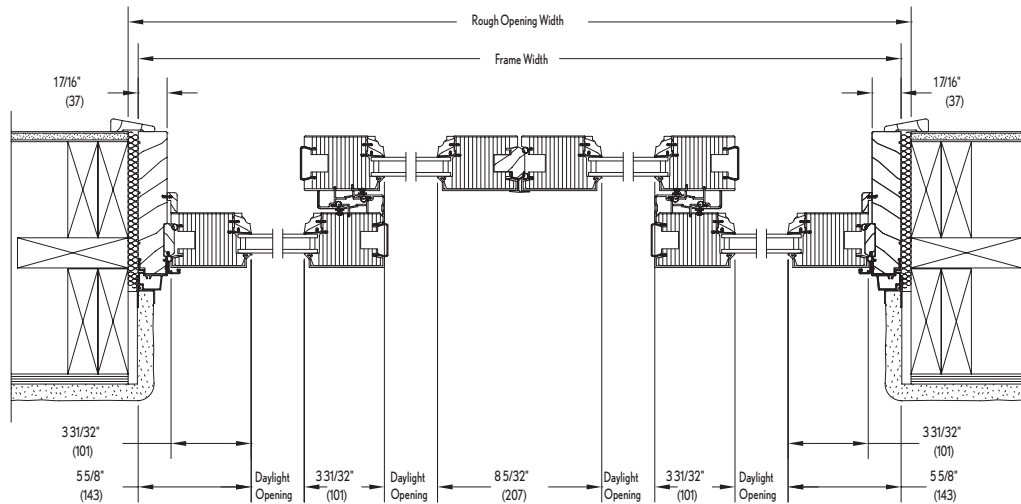 Rough Opening Width
Frame Width
17/16"
(37)
17/16"
(37)
3 31/32"
(101)
3 31/32"
(101)
5 5/8"
(143)
Daylight
Opening
3 31/32"
(101)
Daylight
Opening
8 5/32"
(207)
Daylight
Opening
3 31/32"
(101)
Daylight
Opening
5 5/8"
(143)